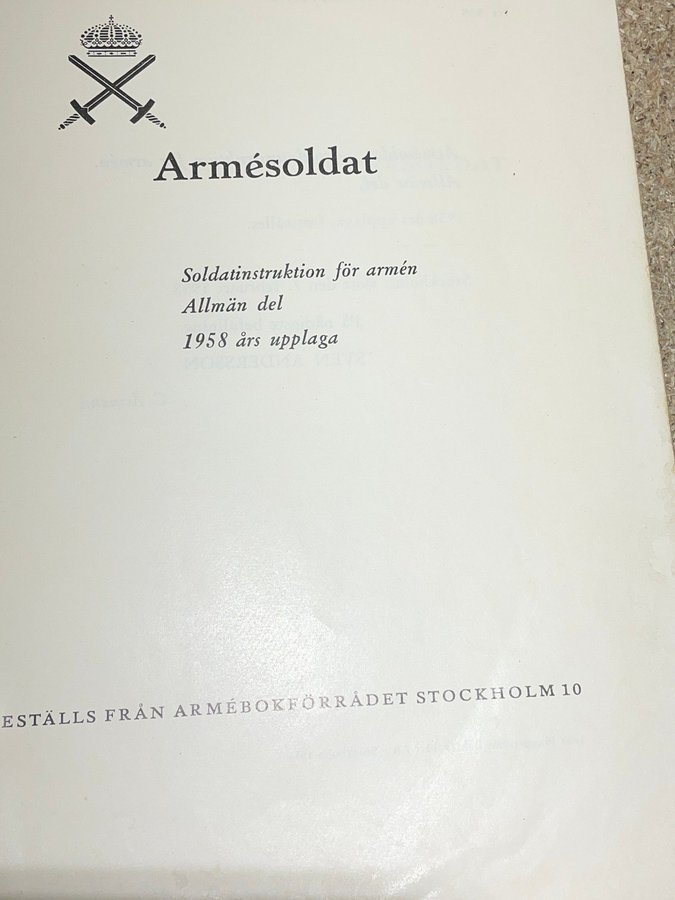 Armésoldat
Soldatinstruktion för armén
Allmän del
1958 års upplaga
ESTÄLLS FRÅN ARMÉBOKFÖRRÅDET STOCKHOLM 10